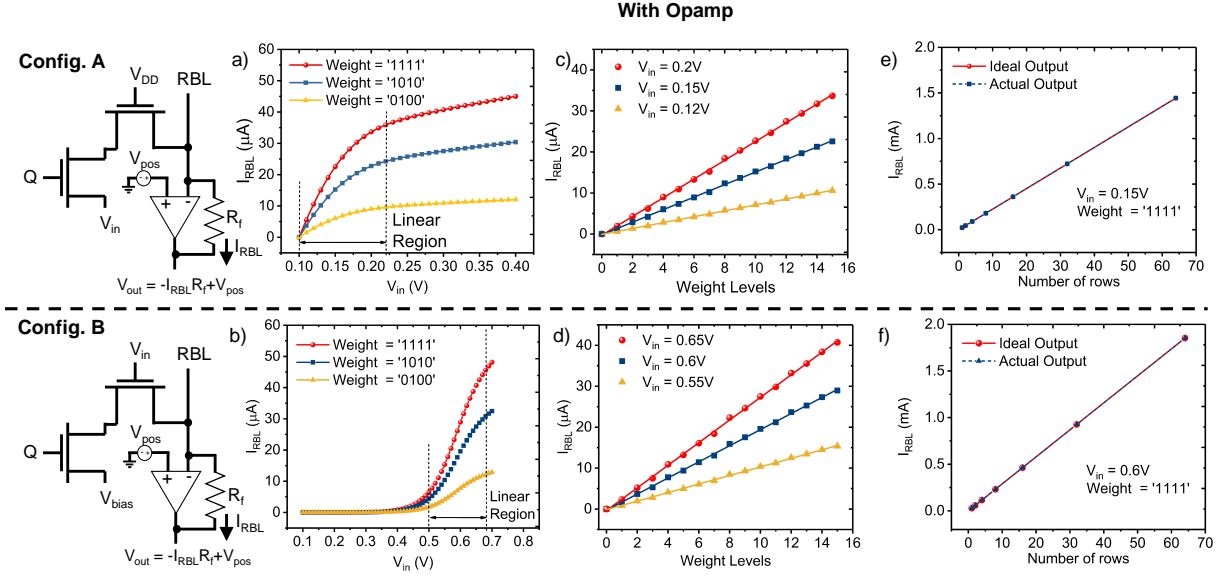 With Opamp
Config. A
V_DD RBL
Q
V_pos
+ -
V_in
R_f
I_RBL
V_out = -I_RBL R_f+V_pos
a)
Weight = '1111'
Weight = '1010'
Weight = '0100'
Linear
Region
I_RBL (μA)
60
50
40
30
20
10
0
0.10 0.15 0.20 0.25 0.30 0.35 0.40
V_in (V)
c)
V_in = 0.2V
V_in = 0.15V
V_in = 0.12V
I_RBL (μA)
40
30
20
10
0
0 2 4 6 8 10 12 14 16
Weight Levels
e)
Ideal Output
Actual Output
V_in = 0.15V
Weight = '1111'
I_RBL (mA)
2.0
1.5
1.0
0.5
0.0
0 10 20 30 40 50 60 70
Number of rows
Config. B
V_in RBL
Q
V_pos
+ -
V_bias
R_f
I_RBL
V_out = -I_RBL R_f+V_pos
b)
Weight = '1111'
Weight = '1010'
Weight = '0100'
Linear
Region
I_RBL (μA)
60
50
40
30
20
10
0
0.1 0.2 0.3 0.4 0.5 0.6 0.7 0.8
V_in (V)
d)
V_in = 0.65V
V_in = 0.6V
V_in = 0.55V
I_RBL (μA)
40
30
20
10
0
0 2 4 6 8 10 12 14 16
Weight Levels
f)
Ideal Output
Actual Output
V_in = 0.6V
Weight = '1111'
I_RBL (mA)
2.0
1.5
1.0
0.5
0.0
0 10 20 30 40 50 60 70
Number of rows